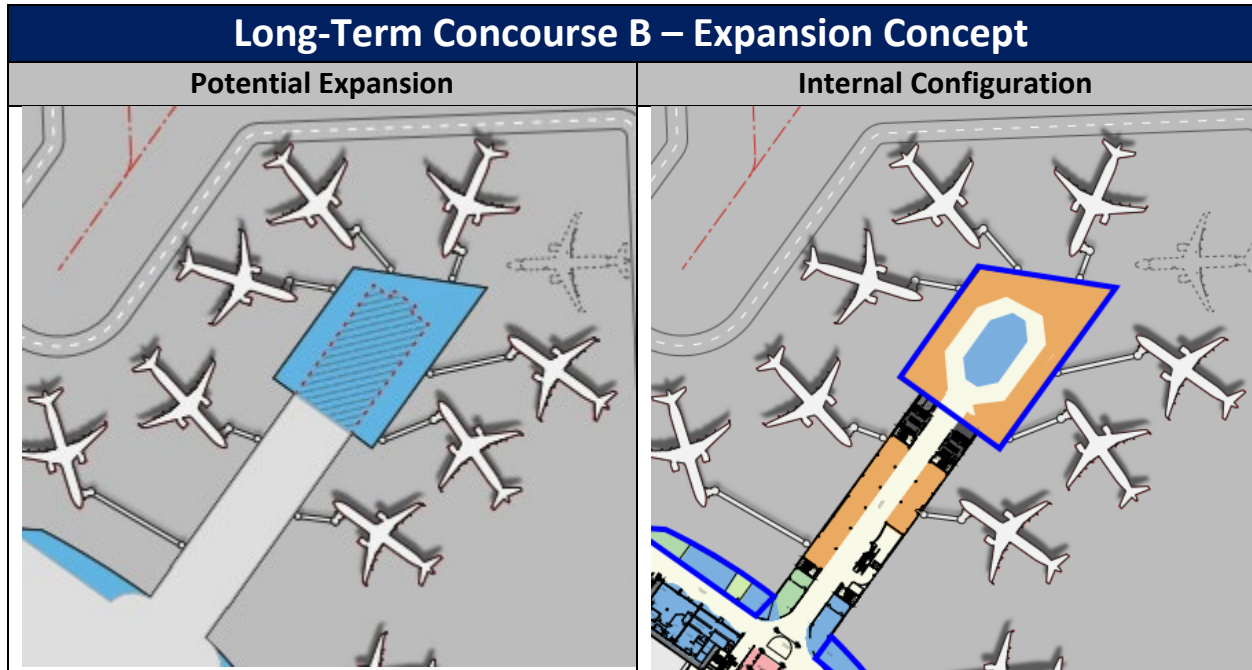 Long-Term Concourse B – Expansion Concept
Potential Expansion
Internal Configuration